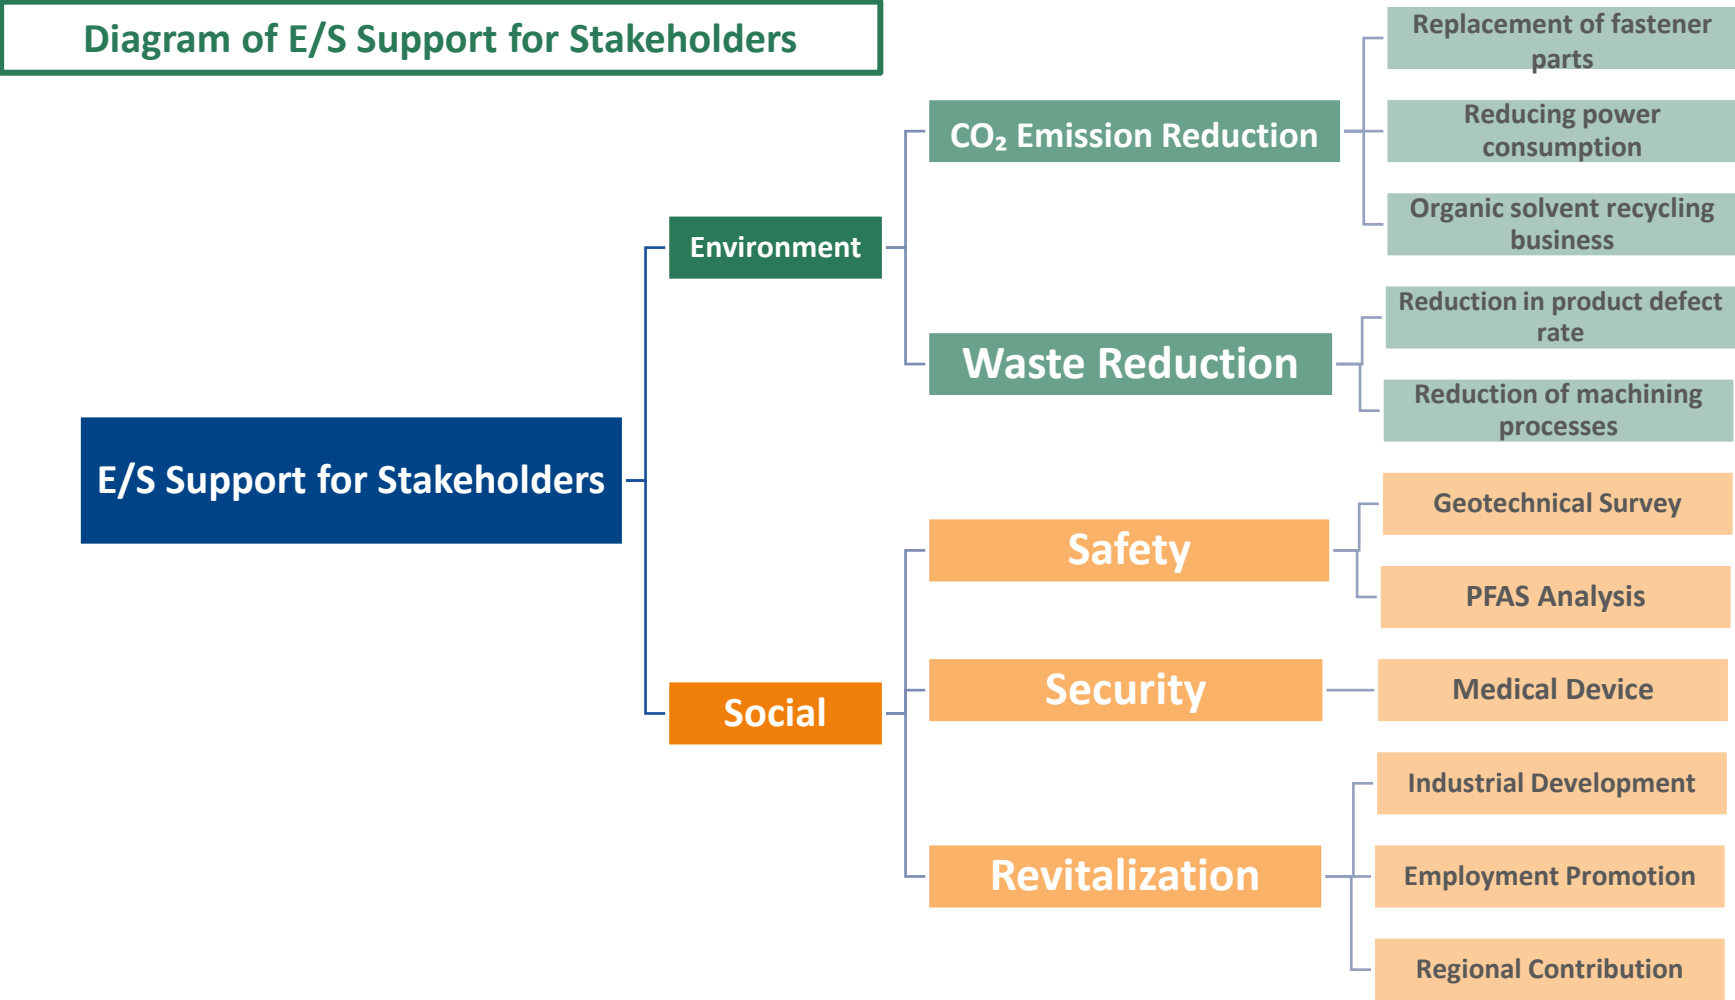 Diagram of E/S Support for Stakeholders
E/S Support for Stakeholders
Environment
CO₂ Emission Reduction
Replacement of fastener
parts
Reducing power
consumption
Organic solvent recycling
business
Waste Reduction
Reduction in product defect
rate
Reduction of machining
processes
Social
Safety
Geotechnical Survey
PFAS Analysis
Security
Medical Device
Revitalization
Industrial Development
Employment Promotion
Regional Contribution